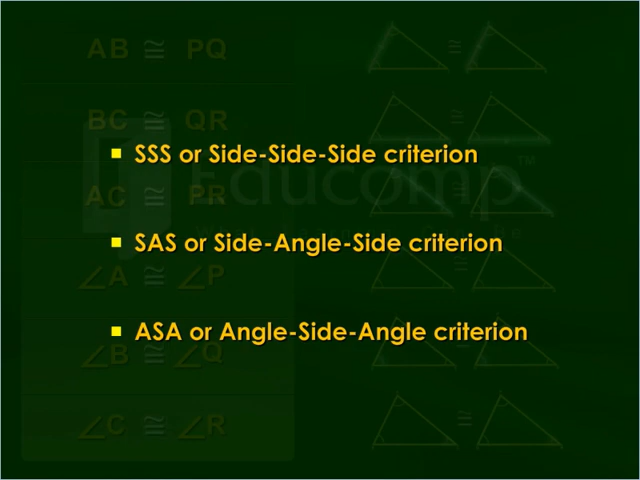 AB ≅ PQ
BC ≅ QR
■ SSS or Side-Side-Side criterion
Educomp™
AC ≅ PR
■ SAS or Side-Angle-Side criterion
∠A ≅ ∠P
■ ASA or Angle-Side-Angle criterion
∠B ≅ ∠Q
∠C ≅ ∠R